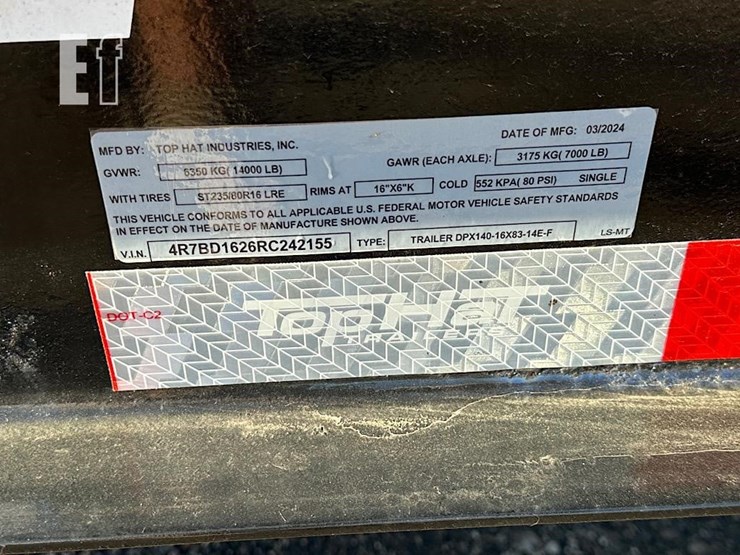 Ef
MFD BY: TOP HAT INDUSTRIES, INC. DATE OF MFG: 03/2024
GVWR: 6350 KG( 14000 LB) GAWR (EACH AXLE): 3175 KG( 7000 LB)
WITH TIRES ST235/80R16 LRE RIMS AT 16"X6"K COLD 552 KPA( 80 PSI) SINGLE
THIS VEHICLE CONFORMS TO ALL APPLICABLE U.S. FEDERAL MOTOR VEHICLE SAFETY STANDARDS
IN EFFECT ON THE DATE OF MANUFACTURE SHOWN ABOVE.
V.I.N. 4R7BD1626RC242155 TYPE: TRAILER DPX140-16X83-14E-F LS-MT
DOT-C2
TopHaT
TRAILERS